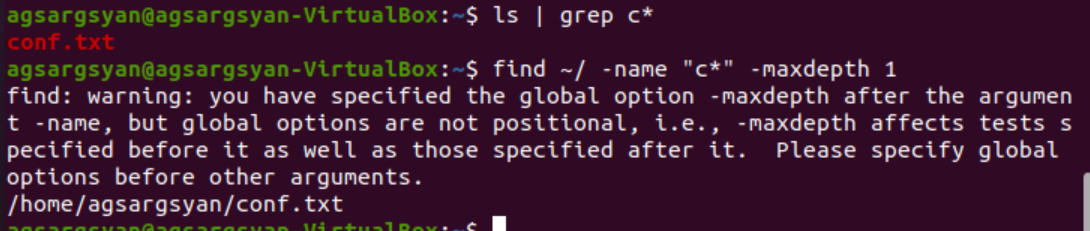 agsargsyan@agsargsyan-VirtualBox:~$ ls | grep c*
conf.txt
agsargsyan@agsargsyan-VirtualBox:~$ find ~/ -name "c*" -maxdepth 1
find: warning: you have specified the global option -maxdepth after the argumen
t -name, but global options are not positional, i.e., -maxdepth affects tests s
pecified before it as well as those specified after it.  Please specify global
options before other arguments.
/home/agsargsyan/conf.txt
agsargsyan@agsargsyan-VirtualBox:~$